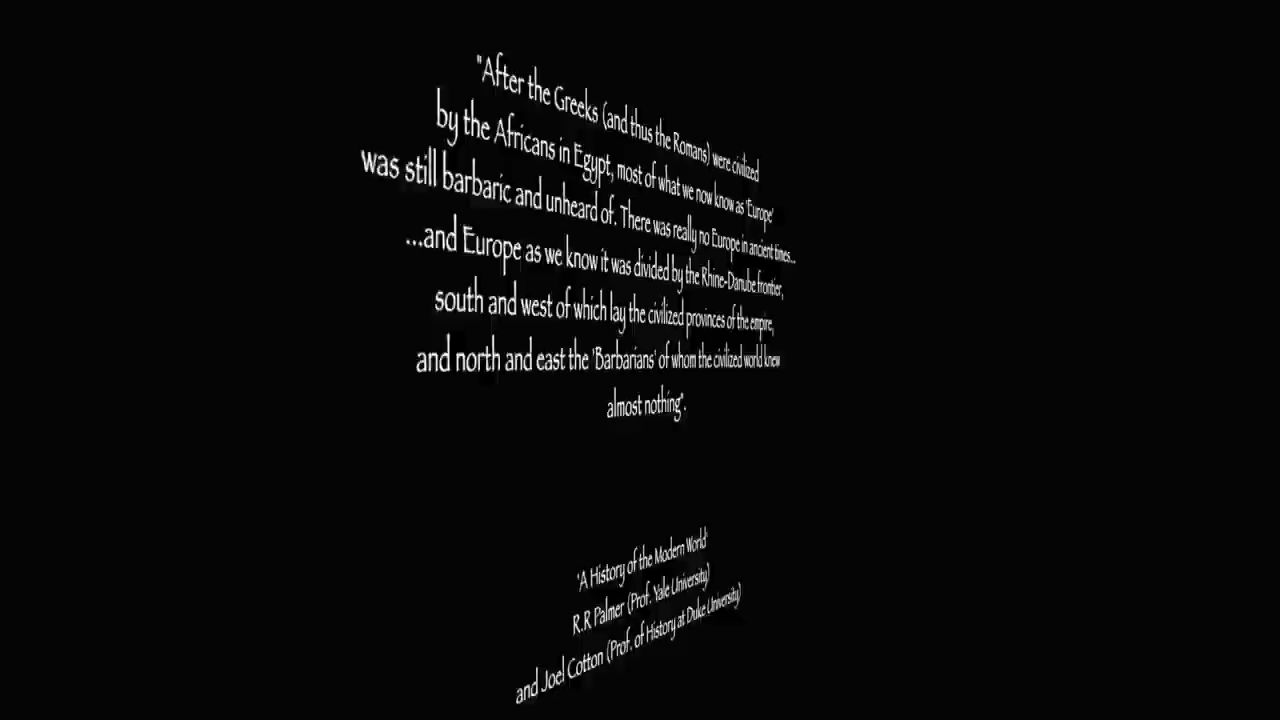 "After the Greeks (and thus the Romans) were civilized
by the Africans in Egypt, most of what we now know as 'Europe'
was still barbaric and unheard of. There was really no Europe in ancient times...
...and Europe as we know it was divided by the Rhine-Danube frontier,
south and west of which lay the civilized provinces of the empire,
and north and east the 'Barbarians' of whom the civilized world knew
almost nothing".
'A History of the Modern World'
R.R Palmer (Prof. Yale University)
and Joel Cotton (Prof. of History at Duke University)